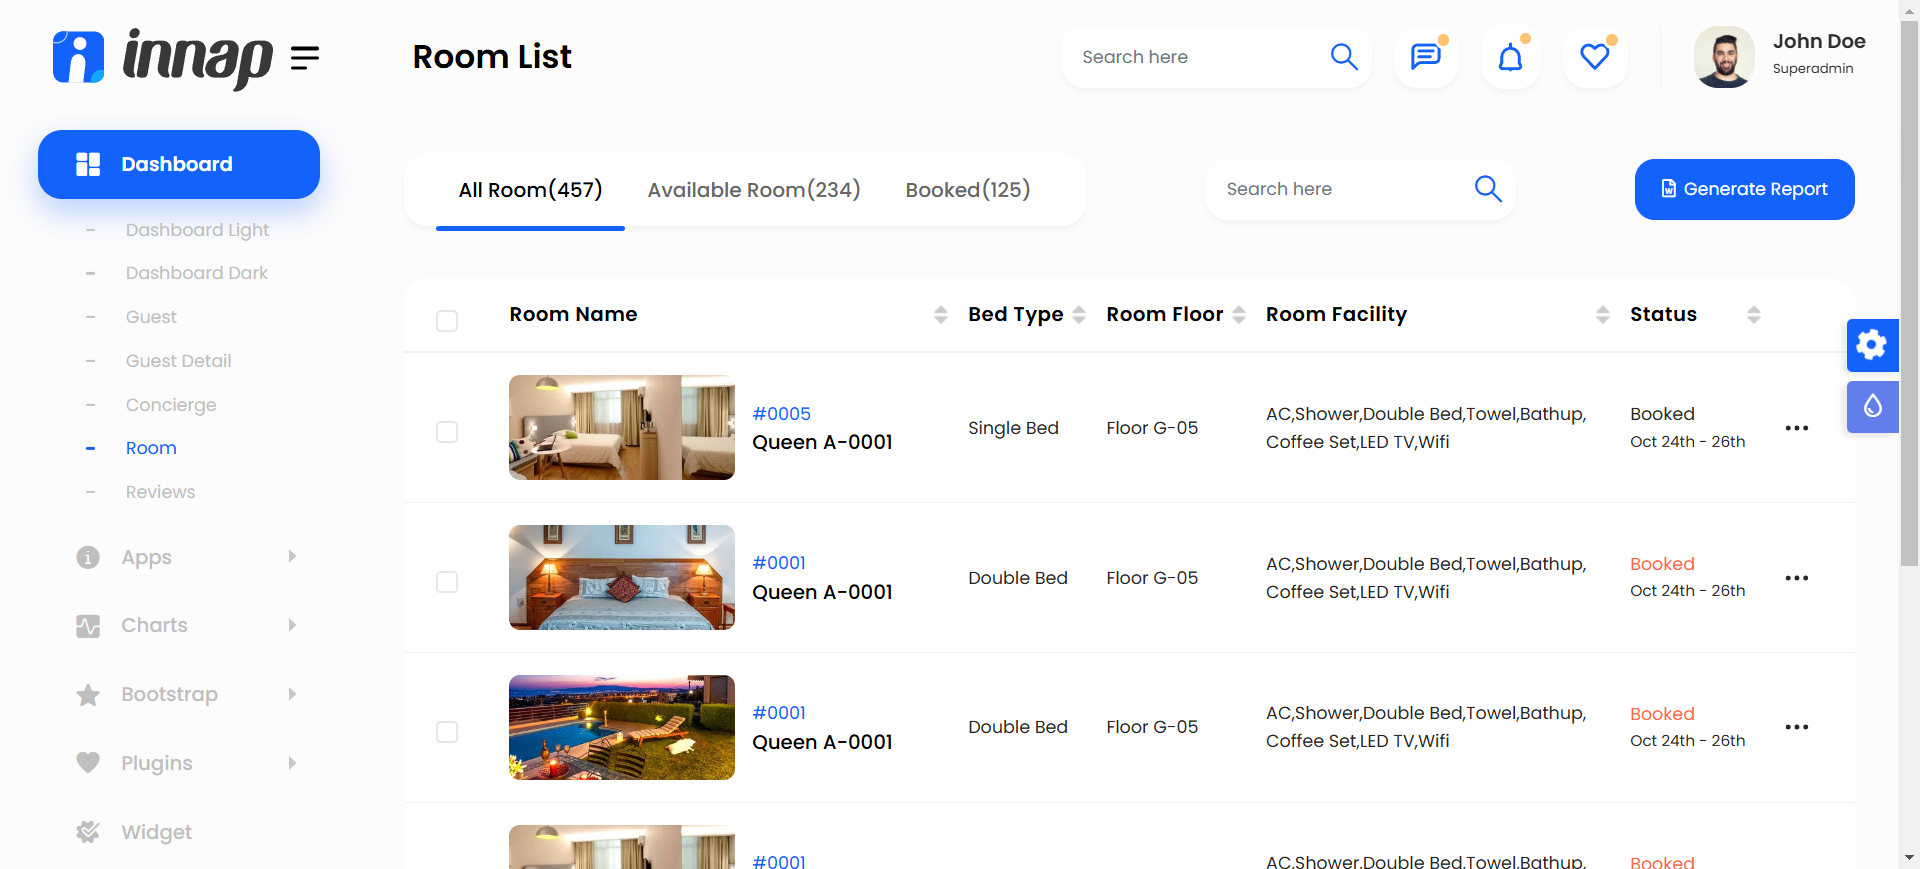 innap
Room List
Search here
John Doe
Superadmin
Dashboard
Dashboard Light
Dashboard Dark
Guest
Guest Detail
Concierge
Room
Reviews
Apps
Charts
Bootstrap
Plugins
Widget
All Room(457)
Available Room(234)
Booked(125)
Search here
Generate Report
Room Name
Bed Type
Room Floor
Room Facility
Status
#0005
Queen A-0001
Single Bed
Floor G-05
AC,Shower,Double Bed,Towel,Bathup,
Coffee Set,LED TV,Wifi
Booked
Oct 24th - 26th
#0001
Queen A-0001
Double Bed
Floor G-05
AC,Shower,Double Bed,Towel,Bathup,
Coffee Set,LED TV,Wifi
Booked
Oct 24th - 26th
#0001
Queen A-0001
Double Bed
Floor G-05
AC,Shower,Double Bed,Towel,Bathup,
Coffee Set,LED TV,Wifi
Booked
Oct 24th - 26th
#0001
AC,Shower,Double Bed,Towel,Bathup,
Booked